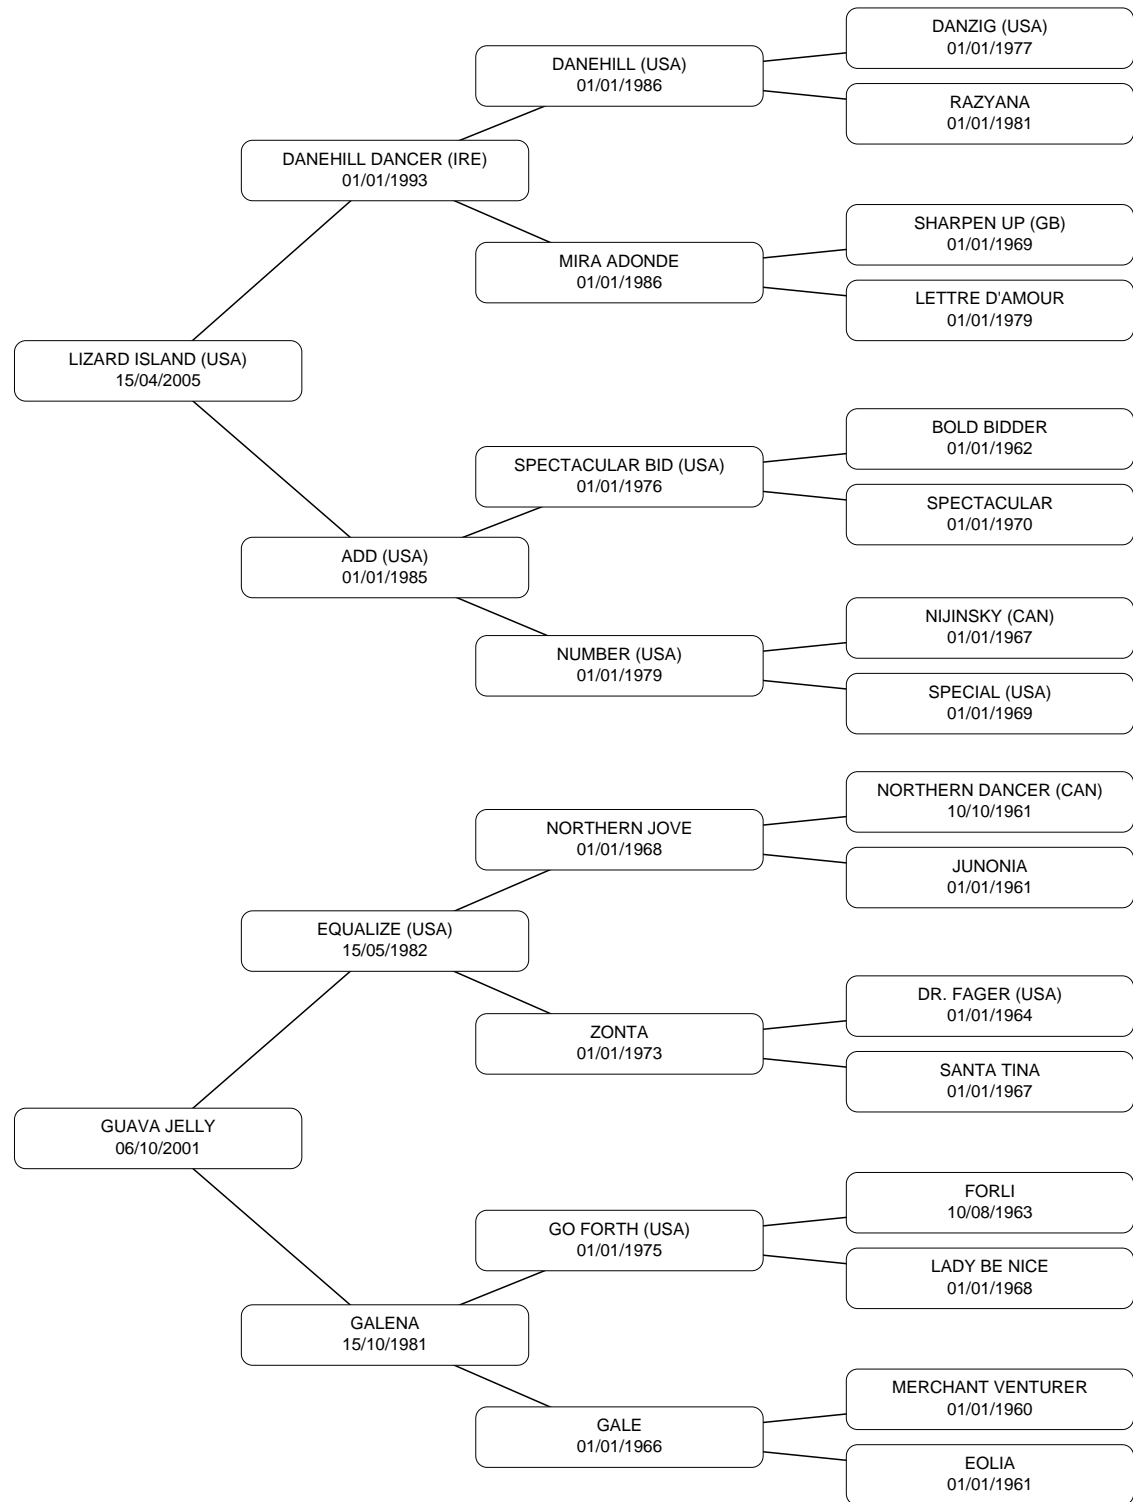 DANZIG (USA)
01/01/1977
DANEHILL (USA)
01/01/1986
RAZYANA
01/01/1981
DANEHILL DANCER (IRE)
01/01/1993
SHARPEN UP (GB)
01/01/1969
MIRA ADONDE
01/01/1986
LETTRE D'AMOUR
01/01/1979
LIZARD ISLAND (USA)
15/04/2005
BOLD BIDDER
01/01/1962
SPECTACULAR BID (USA)
01/01/1976
SPECTACULAR
01/01/1970
ADD (USA)
01/01/1985
NIJINSKY (CAN)
01/01/1967
NUMBER (USA)
01/01/1979
SPECIAL (USA)
01/01/1969
NORTHERN DANCER (CAN)
10/10/1961
NORTHERN JOVE
01/01/1968
JUNONIA
01/01/1961
EQUALIZE (USA)
15/05/1982
DR. FAGER (USA)
01/01/1964
ZONTA
01/01/1973
SANTA TINA
01/01/1967
GUAVA JELLY
06/10/2001
FORLI
10/08/1963
GO FORTH (USA)
01/01/1975
LADY BE NICE
01/01/1968
GALENA
15/10/1981
MERCHANT VENTURER
01/01/1960
GALE
01/01/1966
EOLIA
01/01/1961